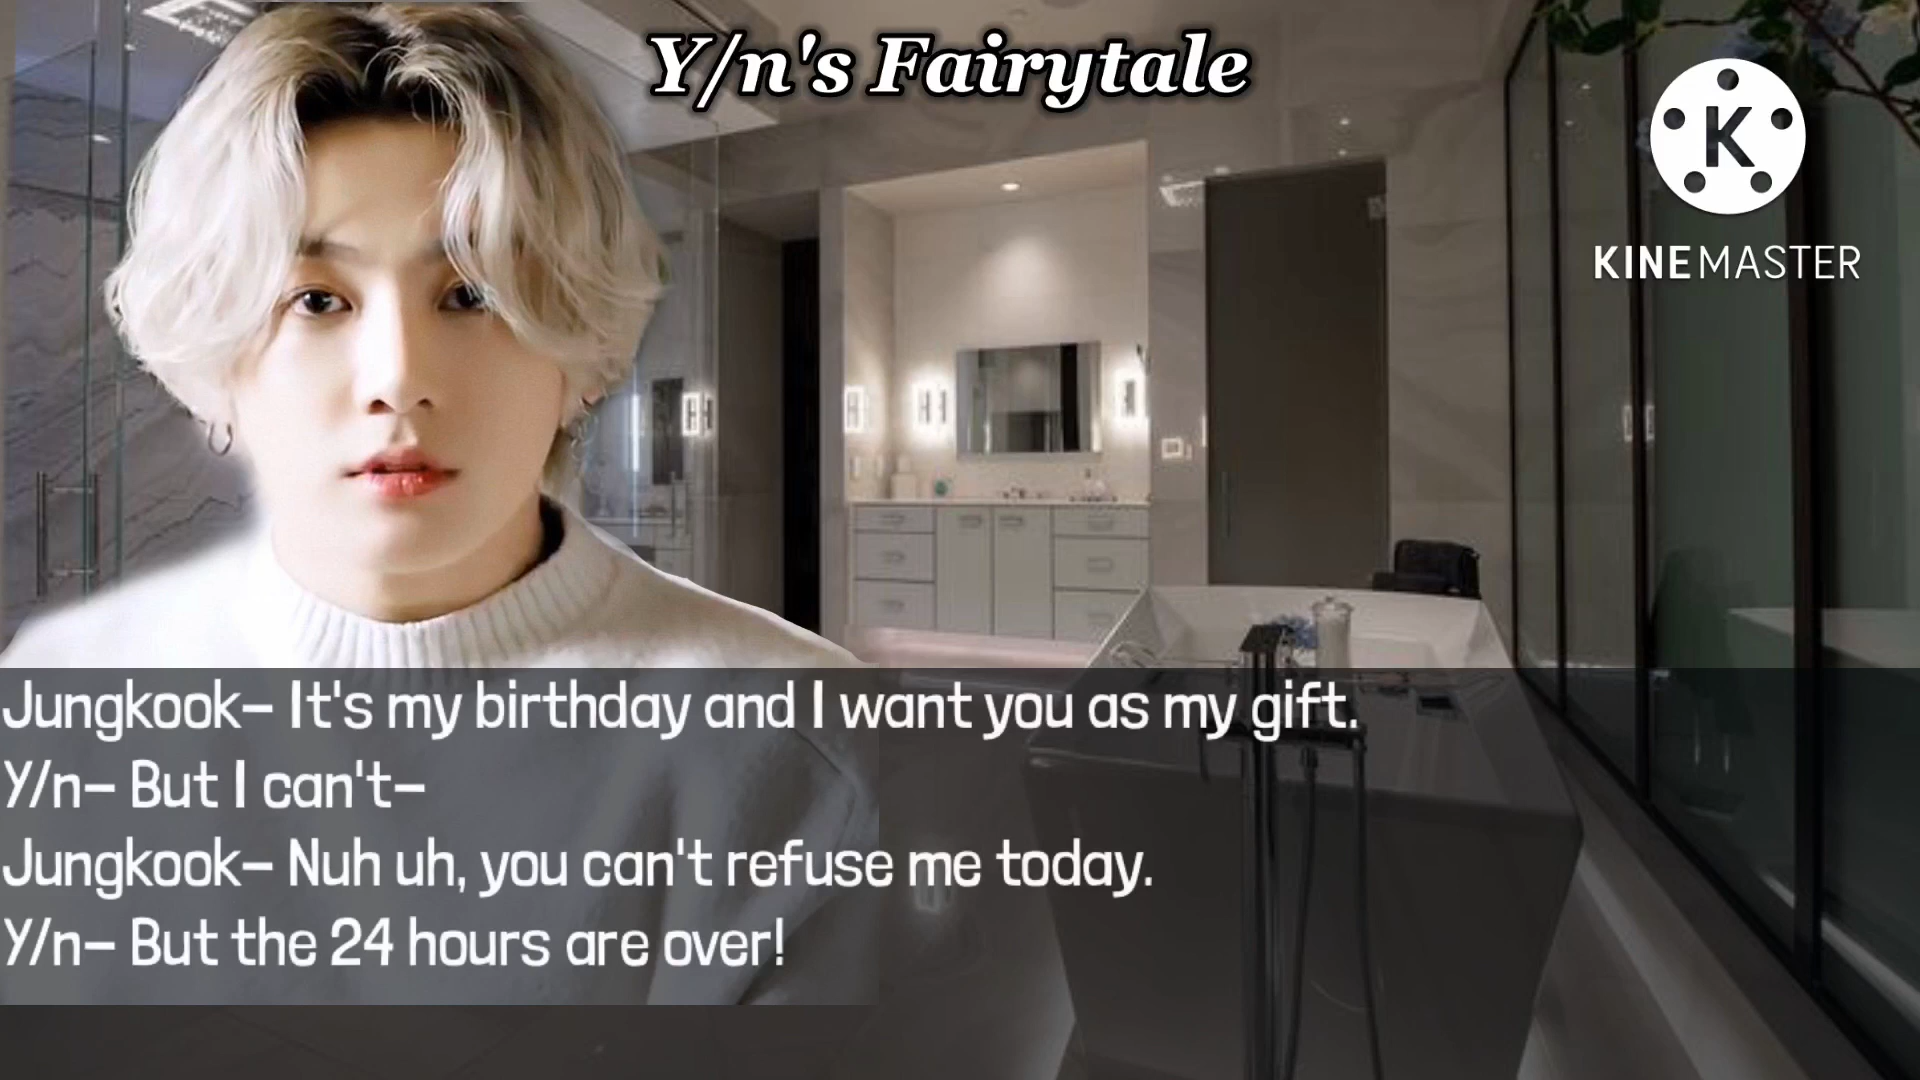 Y/n's Fairytale
K
KINEMASTER
Jungkook- It's my birthday and I want you as my gift.
Y/n- But I can't-
Jungkook- Nuh uh, you can't refuse me today.
Y/n- But the 24 hours are over!